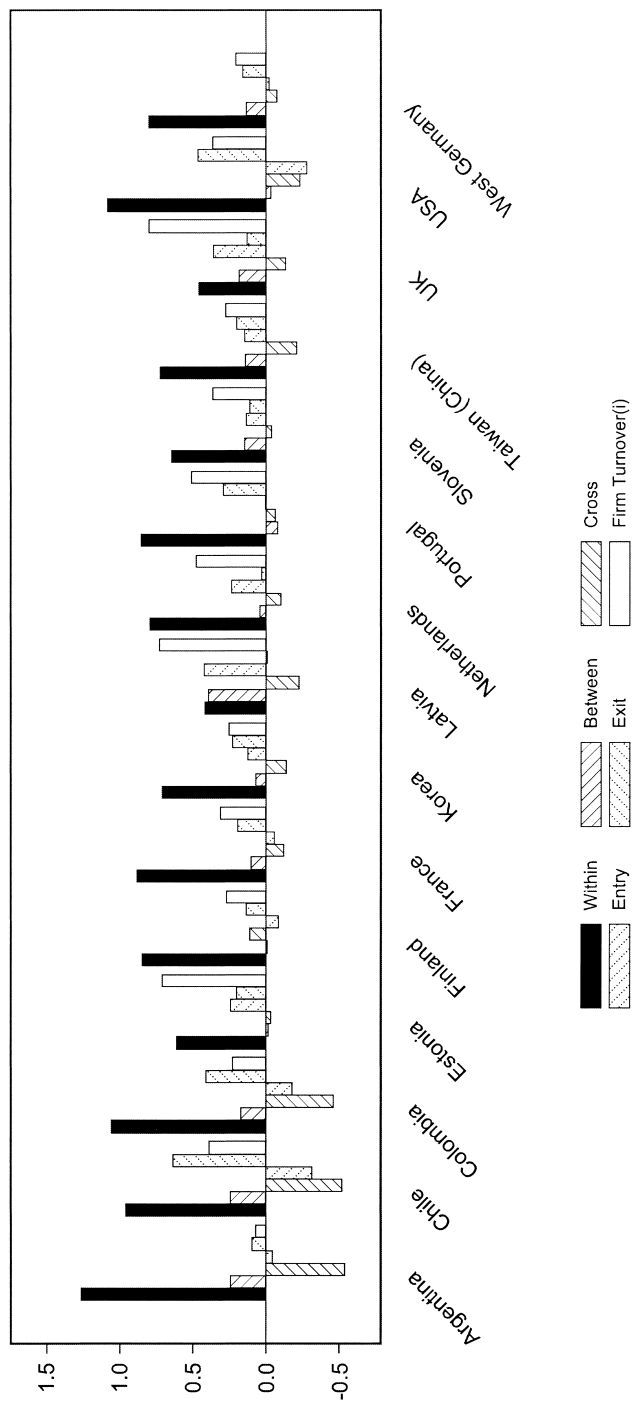 1.5
1.0
0.5
0.0
-0.5
Argentina
Chile
Colombia
Estonia
Finland
France
Korea
Latvia
Netherlands
Portugal
Slovenia
Taiwan (China)
UK
USA
West Germany
Within Between Cross
Entry Exit Firm Turnover(i)